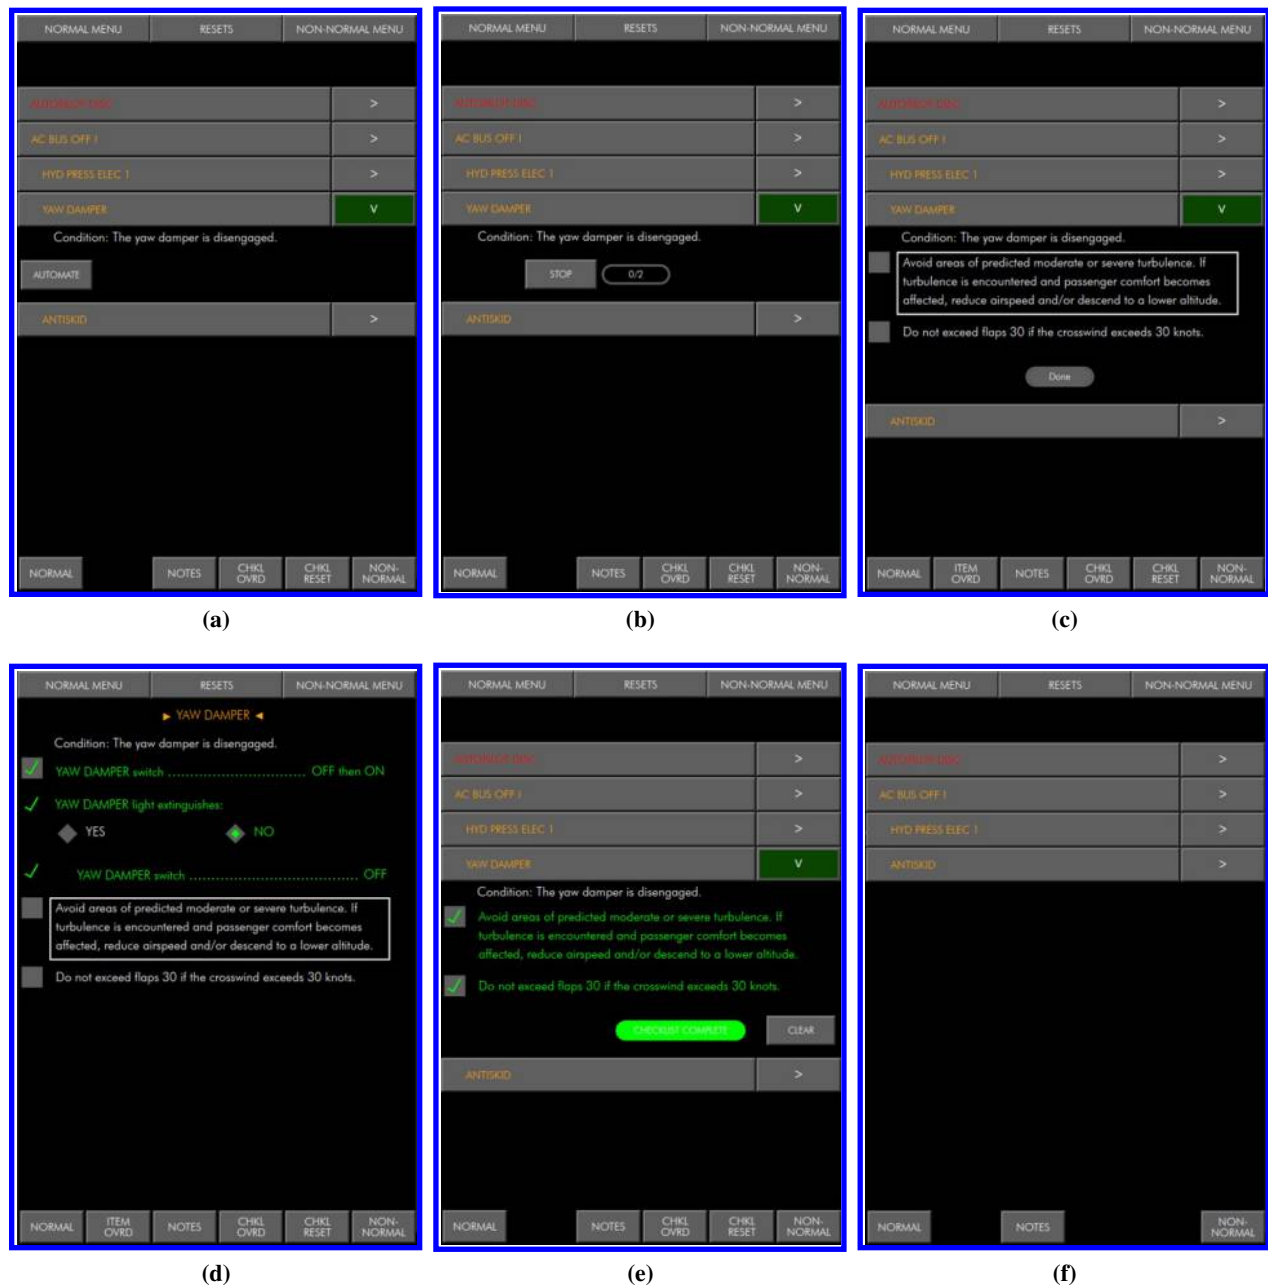 NORMAL MENU RESETS NON-NORMAL MENU
AUTOPILOT DISC >
AC BUS OFF 1 >
HYD PRESS ELEC 1 >
YAW DAMPER V
Condition: The yaw damper is disengaged.
AUTOMATE
ANTISKID >
NORMAL NOTES CHKL OVRD CHKL RESET NON-NORMAL
(a)
NORMAL MENU RESETS NON-NORMAL MENU
AUTOPILOT DISC >
AC BUS OFF 1 >
HYD PRESS ELEC 1 >
YAW DAMPER V
Condition: The yaw damper is disengaged.
STOP 0/2
ANTISKID >
NORMAL NOTES CHKL OVRD CHKL RESET NON-NORMAL
(b)
NORMAL MENU RESETS NON-NORMAL MENU
AUTOPILOT DISC >
AC BUS OFF 1 >
HYD PRESS ELEC 1 >
YAW DAMPER V
Condition: The yaw damper is disengaged.
Avoid areas of predicted moderate or severe turbulence. If
turbulence is encountered and passenger comfort becomes
affected, reduce airspeed and/or descend to a lower altitude.
Do not exceed flaps 30 if the crosswind exceeds 30 knots.
Done
ANTISKID >
NORMAL ITEM OVRD NOTES CHKL OVRD CHKL RESET NON-NORMAL
(c)
NORMAL MENU RESETS NON-NORMAL MENU
► YAW DAMPER ◄
Condition: The yaw damper is disengaged.
YAW DAMPER switch ................................ OFF then ON
YAW DAMPER light extinguishes:
YES NO
YAW DAMPER switch ....................................... OFF
Avoid areas of predicted moderate or severe turbulence. If
turbulence is encountered and passenger comfort becomes
affected, reduce airspeed and/or descend to a lower altitude.
Do not exceed flaps 30 if the crosswind exceeds 30 knots.
NORMAL ITEM OVRD NOTES CHKL OVRD CHKL RESET NON-NORMAL
(d)
NORMAL MENU RESETS NON-NORMAL MENU
AUTOPILOT DISC >
AC BUS OFF 1 >
HYD PRESS ELEC 1 >
YAW DAMPER V
Condition: The yaw damper is disengaged.
Avoid areas of predicted moderate or severe turbulence. If
turbulence is encountered and passenger comfort becomes
affected, reduce airspeed and/or descend to a lower altitude.
Do not exceed flaps 30 if the crosswind exceeds 30 knots.
CHECKLIST COMPLETE CLEAR
ANTISKID >
NORMAL NOTES CHKL OVRD CHKL RESET NON-NORMAL
(e)
NORMAL MENU RESETS NON-NORMAL MENU
AUTOPILOT DISC >
AC BUS OFF 1 >
HYD PRESS ELEC 1 >
ANTISKID >
NORMAL NOTES NON-NORMAL
(f)